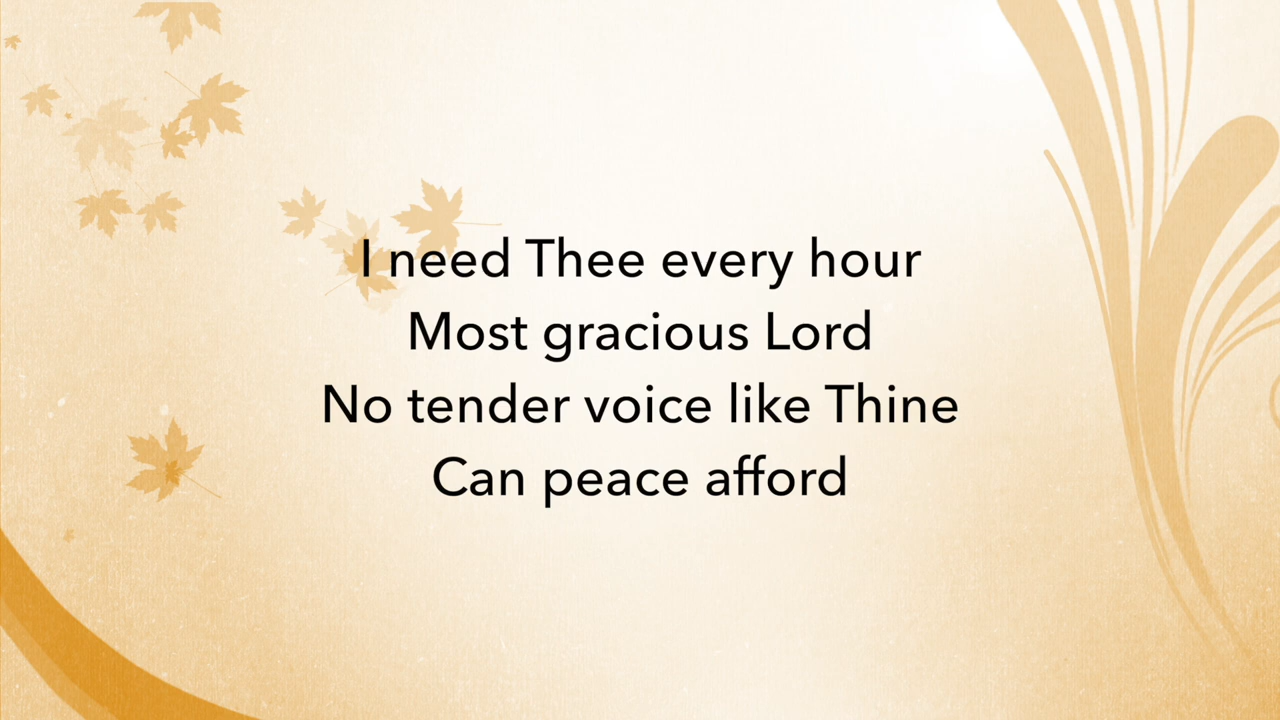 I need Thee every hour
Most gracious Lord
No tender voice like Thine
Can peace afford